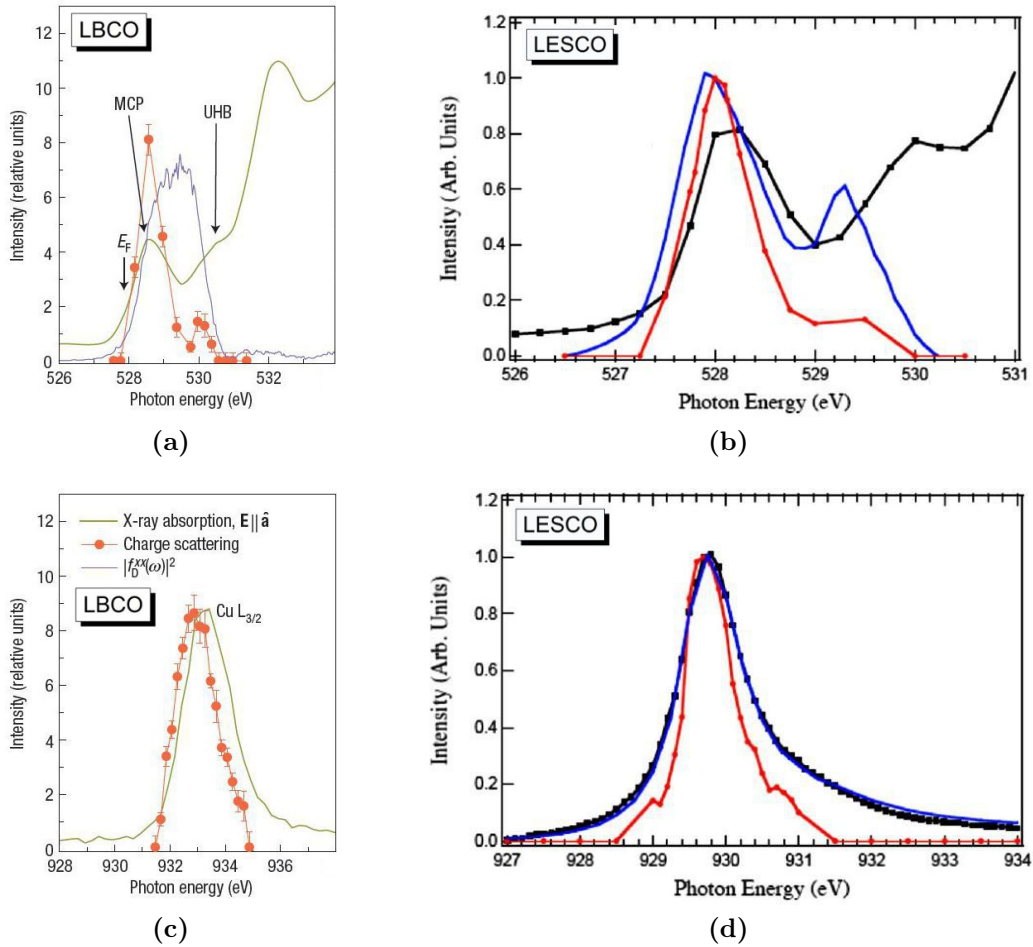 LBCO
12
10
8
6
4
2
0
Intensity (relative units)
MCP
UHB
E_F
526
528
530
532
Photon energy (eV)
(a)
LESCO
1.2
1.0
0.8
0.6
0.4
0.2
0.0
Intensity (Arb. Units)
526
527
528
529
530
531
Photon Energy (eV)
(b)
X-ray absorption, E || â
Charge scattering
|f_D^xx(ω)|²
LBCO
Cu L3/2
12
10
8
6
4
2
0
Intensity (relative units)
928
930
932
934
936
Photon energy (eV)
(c)
LESCO
1.2
1.0
0.8
0.6
0.4
0.2
0.0
Intensity (Arb. Units)
927
928
929
930
931
932
933
934
Photon Energy (eV)
(d)